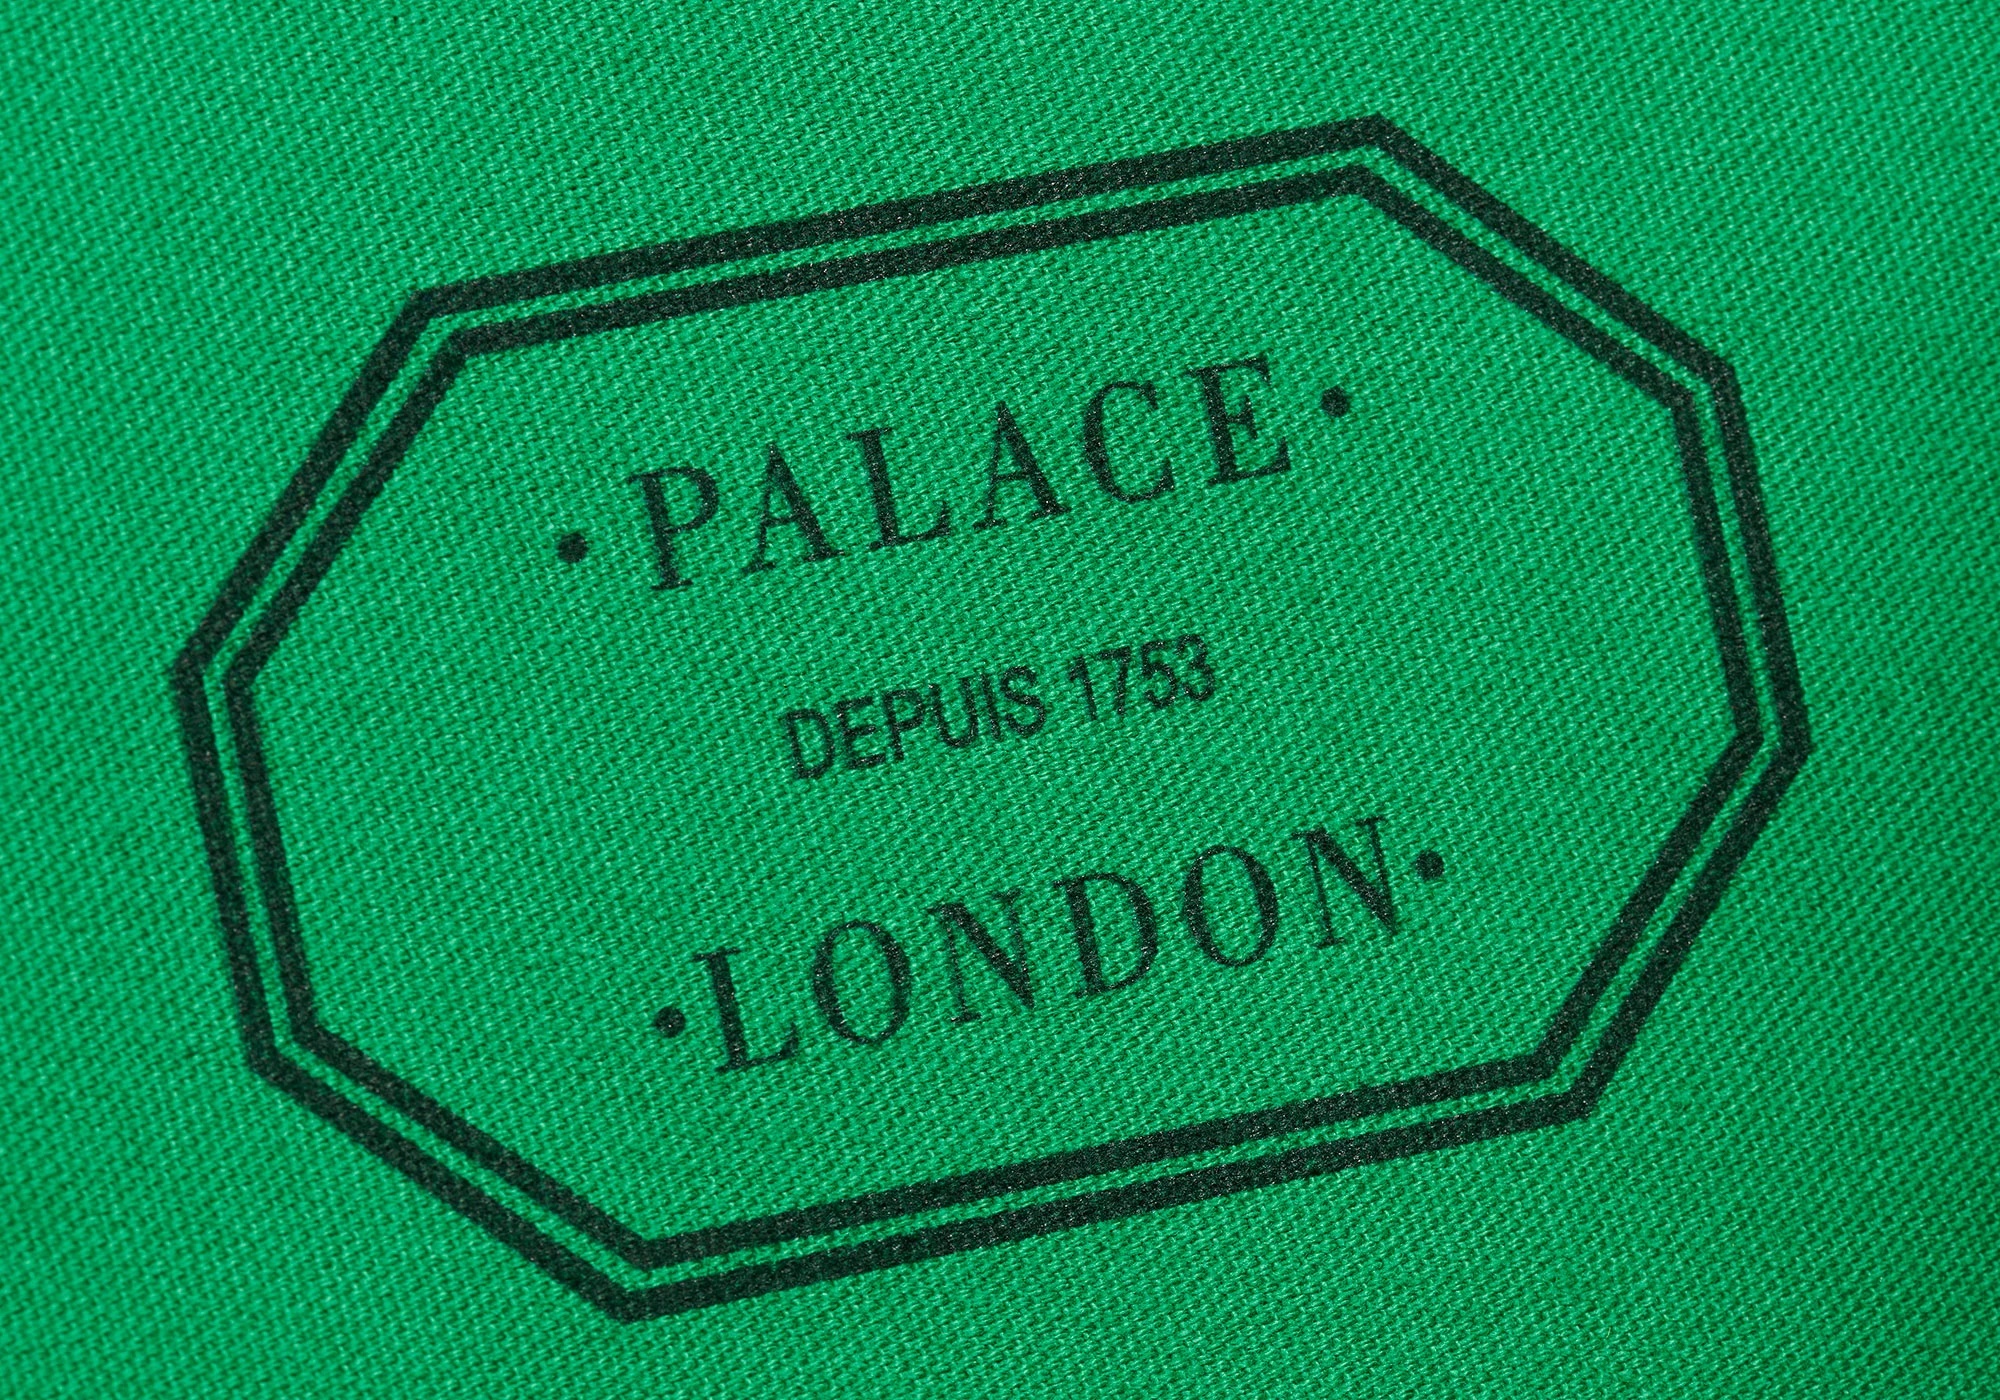 · PALACE ·
DEPUIS 1753
· LONDON ·